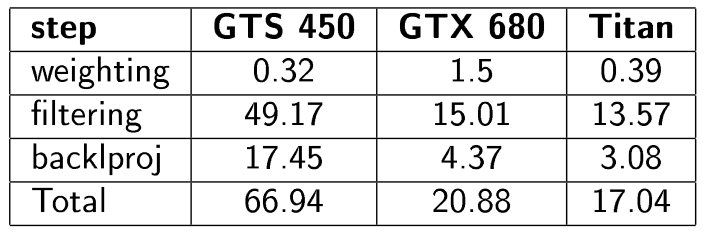 step GTS 450 GTX 680 Titan
weighting 0.32 1.5 0.39
filtering 49.17 15.01 13.57
backlproj 17.45 4.37 3.08
Total 66.94 20.88 17.04